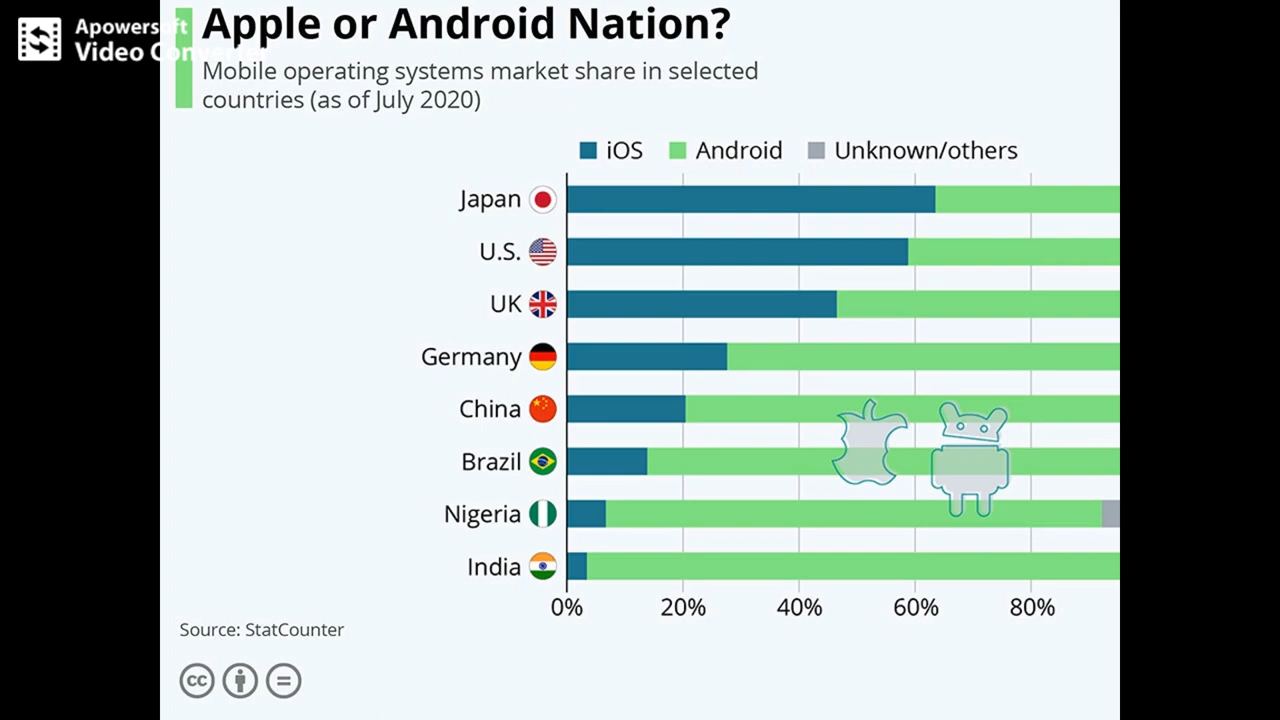 Apowersoft
Video Converter
Apple or Android Nation?
Mobile operating systems market share in selected
countries (as of July 2020)
iOS Android Unknown/others
Japan
U.S.
UK
Germany
China
Brazil
Nigeria
India
0% 20% 40% 60% 80%
Source: StatCounter
cc